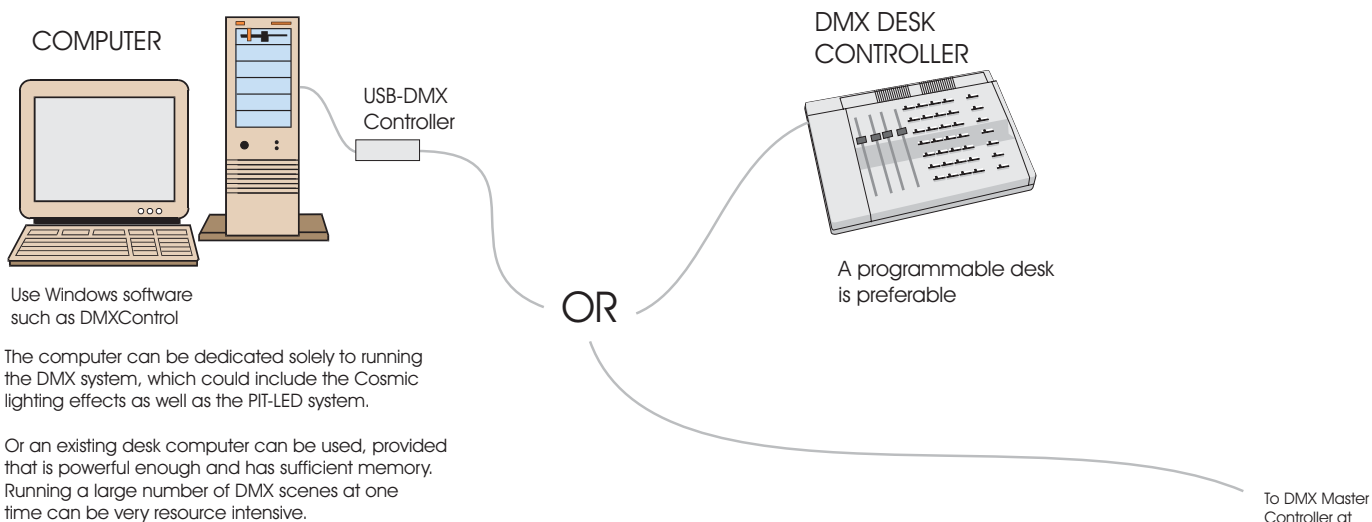 COMPUTER
USB-DMX
Controller
DMX DESK
CONTROLLER
A programmable desk
is preferable
OR
Use Windows software
such as DMXControl
The computer can be dedicated solely to running
the DMX system, which could include the Cosmic
lighting effects as well as the PIT-LED system.
Or an existing desk computer can be used, provided
that is powerful enough and has sufficient memory.
Running a large number of DMX scenes at one
time can be very resource intensive.
To DMX Master
Controller at